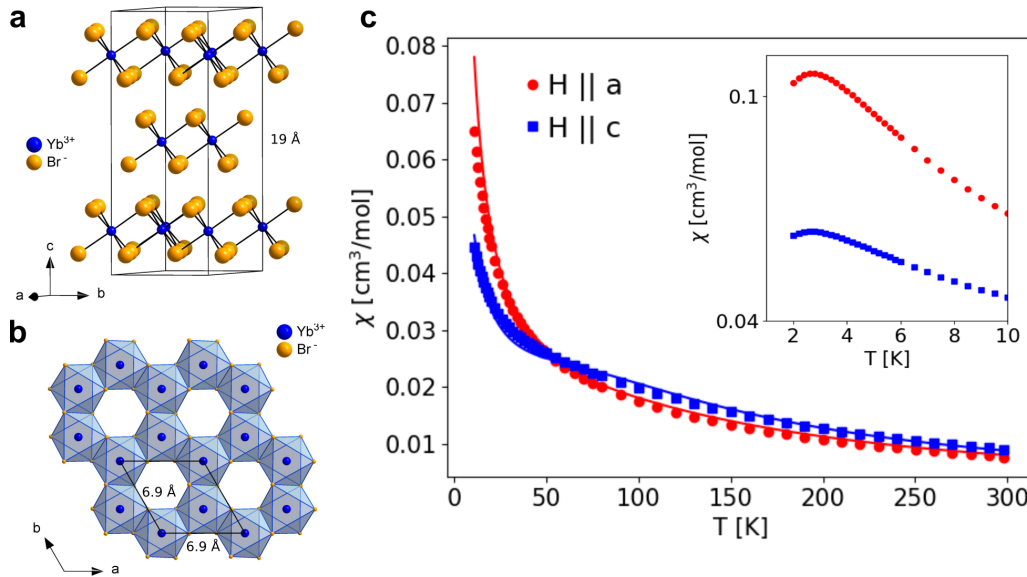 a
19 Å
Yb³⁺
Br⁻
c
a
b
b
Yb³⁺
Br⁻
6.9 Å
6.9 Å
b
a
c
χ [cm³/mol]
0.08
0.07
0.06
0.05
0.04
0.03
0.02
0.01
0
50
100
150
200
250
300
T [K]
H || a
H || c
χ [cm³/mol]
0.1
0.04
2
4
6
8
10
T [K]